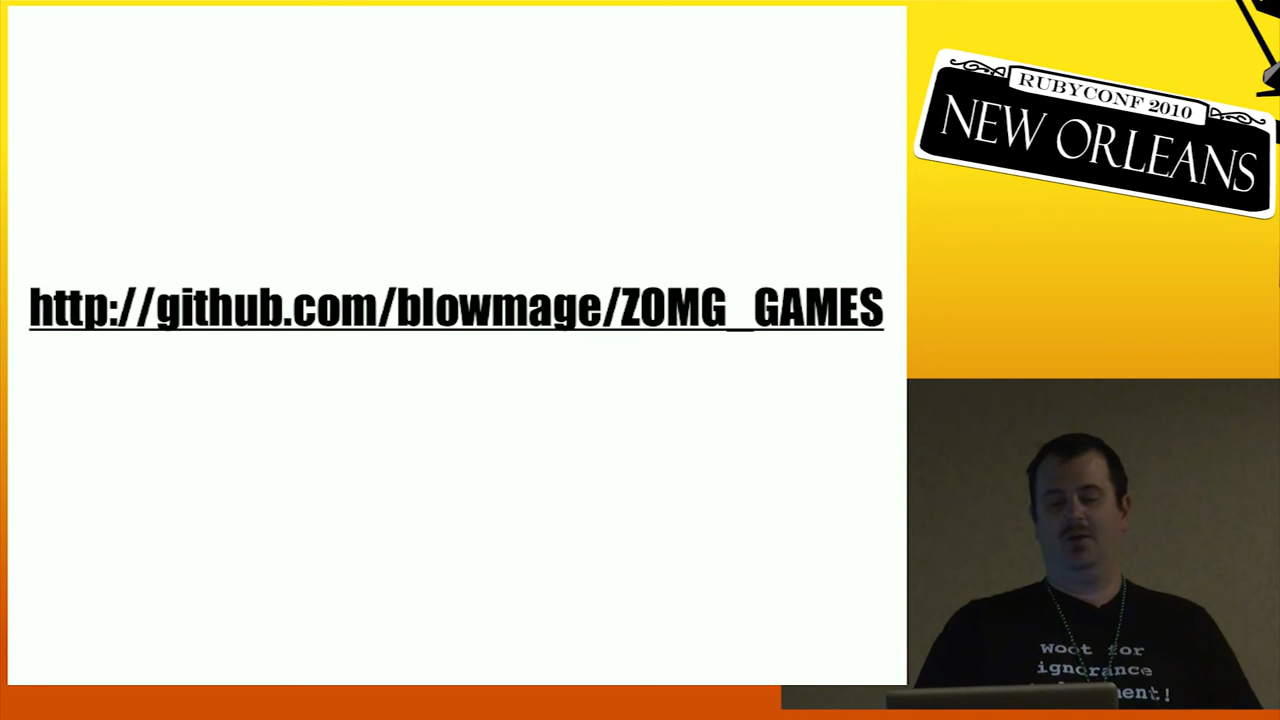 RUBYCONF 2010
NEW ORLEANS
http://github.com/blowmage/ZOMG_GAMES
Woot for
ignorance